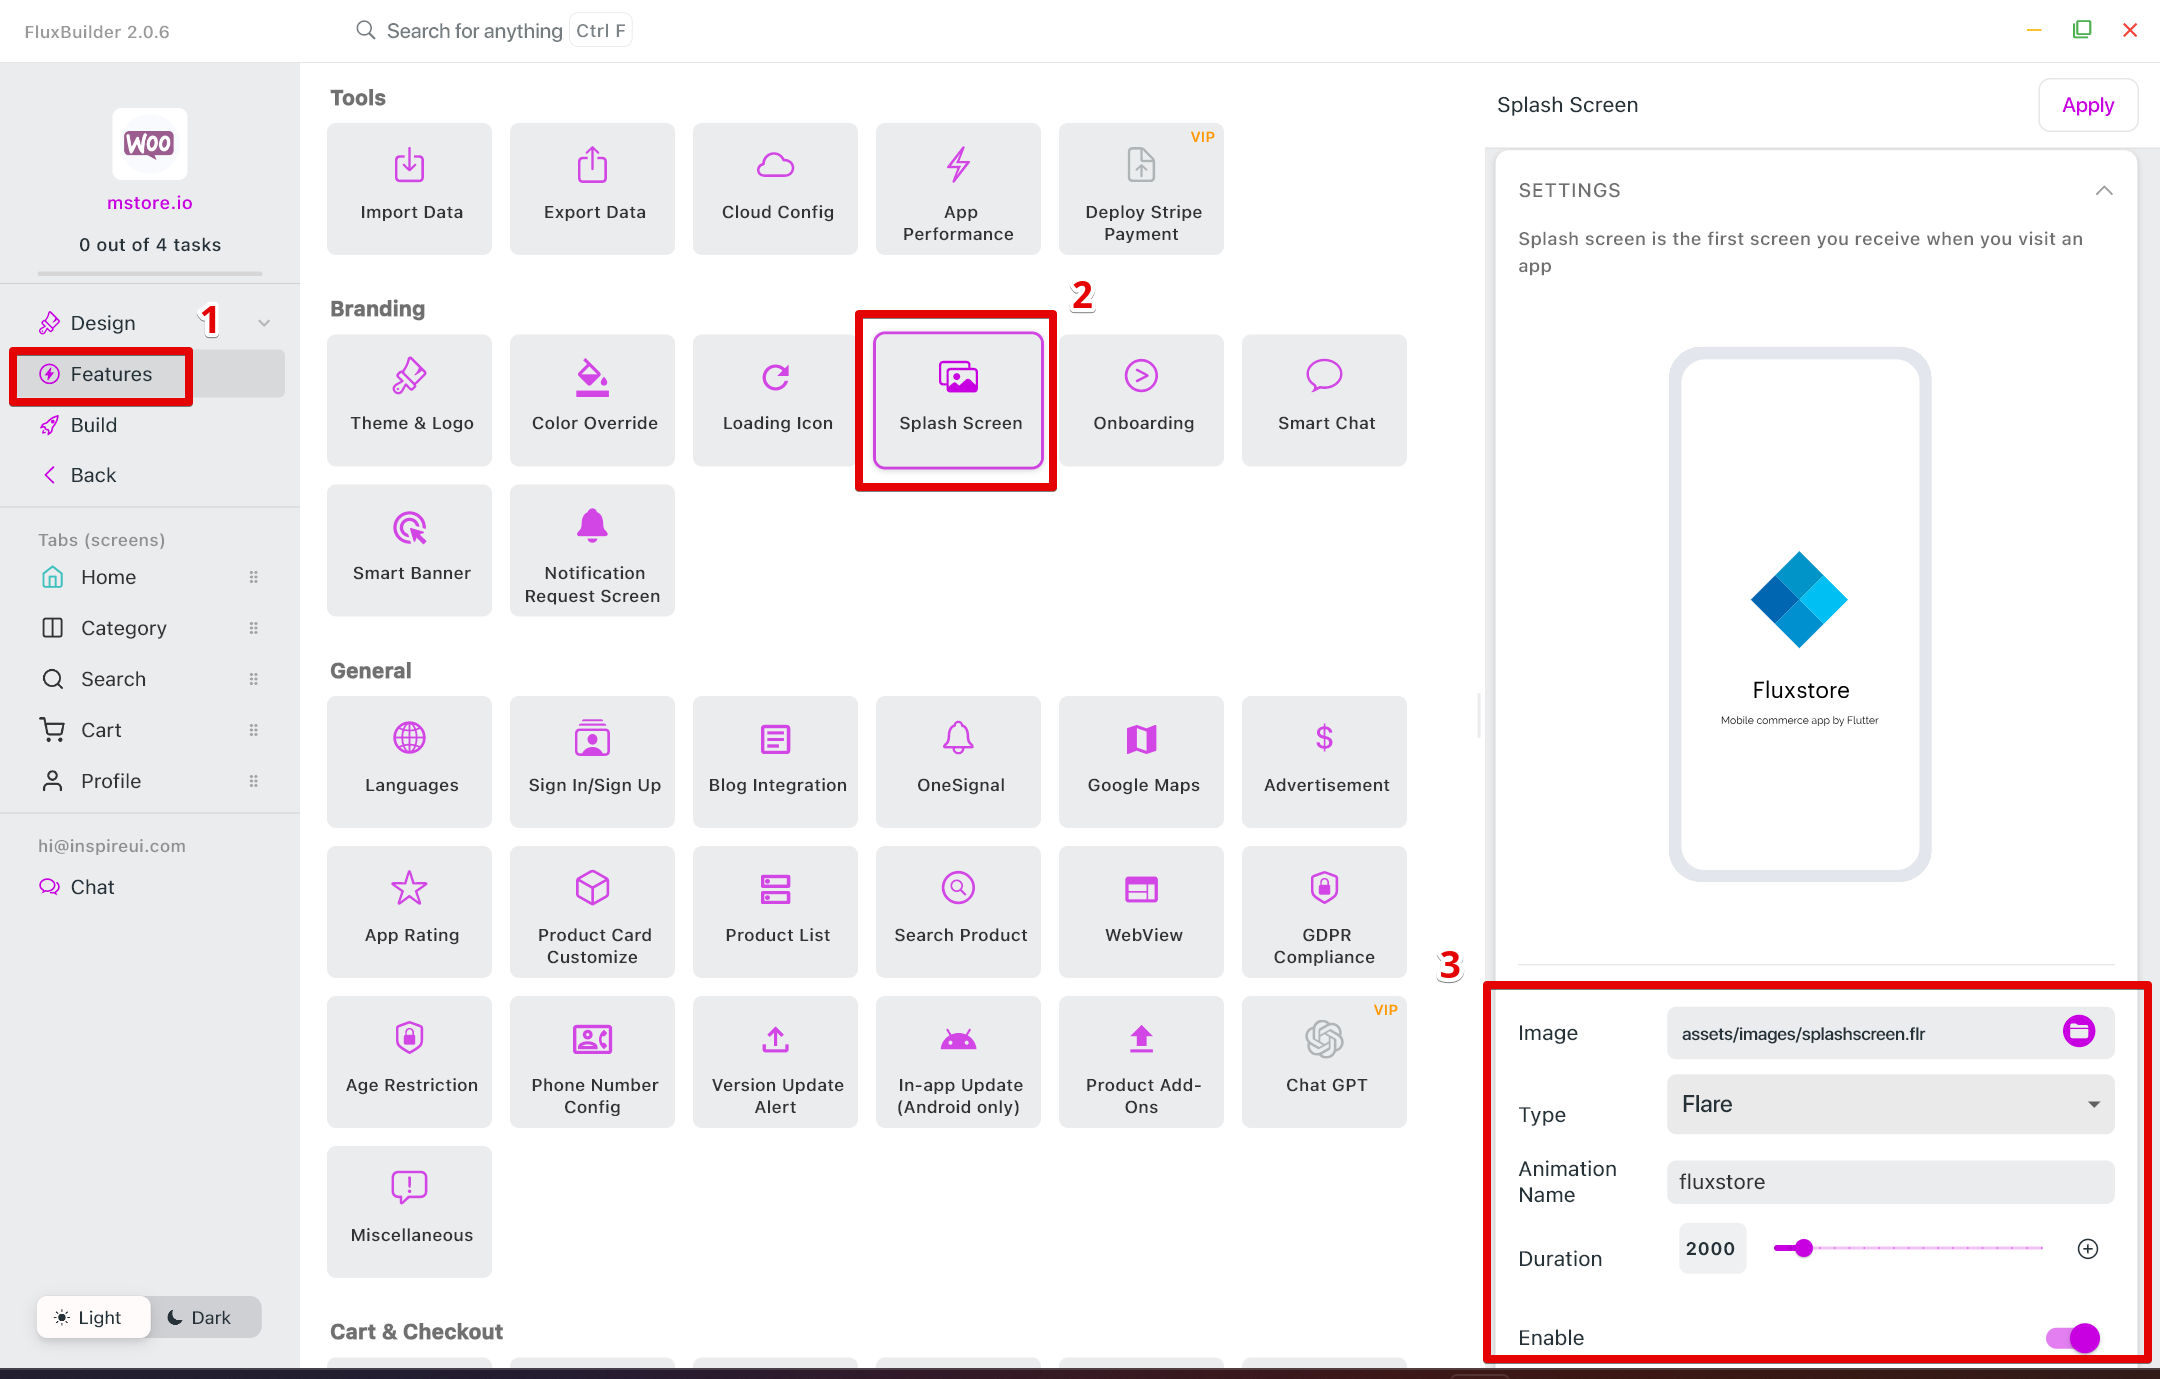 FluxBuilder 2.0.6
Search for anything
Ctrl F
WOO
mstore.io
0 out of 4 tasks
Design
1
Features
Build
Back
Tabs (screens)
Home
Category
Search
Cart
Profile
hi@inspireui.com
Chat
Light
Dark
Tools
Import Data
Export Data
Cloud Config
App
Performance
VIP
Deploy Stripe
Payment
Branding
2
Theme & Logo
Color Override
Loading Icon
Splash Screen
Onboarding
Smart Chat
Smart Banner
Notification
Request Screen
General
Languages
Sign In/Sign Up
Blog Integration
OneSignal
Google Maps
Advertisement
App Rating
Product Card
Customize
Product List
Search Product
WebView
GDPR
Compliance
Age Restriction
Phone Number
Config
Version Update
Alert
In-app Update
(Android only)
Product Add-
Ons
VIP
Chat GPT
Miscellaneous
Cart & Checkout
Splash Screen
Apply
SETTINGS
Splash screen is the first screen you receive when you visit an
app
Fluxstore
Mobile commerce app by Flutter
3
Image
assets/images/splashscreen.flr
Type
Flare
Animation
Name
fluxstore
Duration
2000
Enable